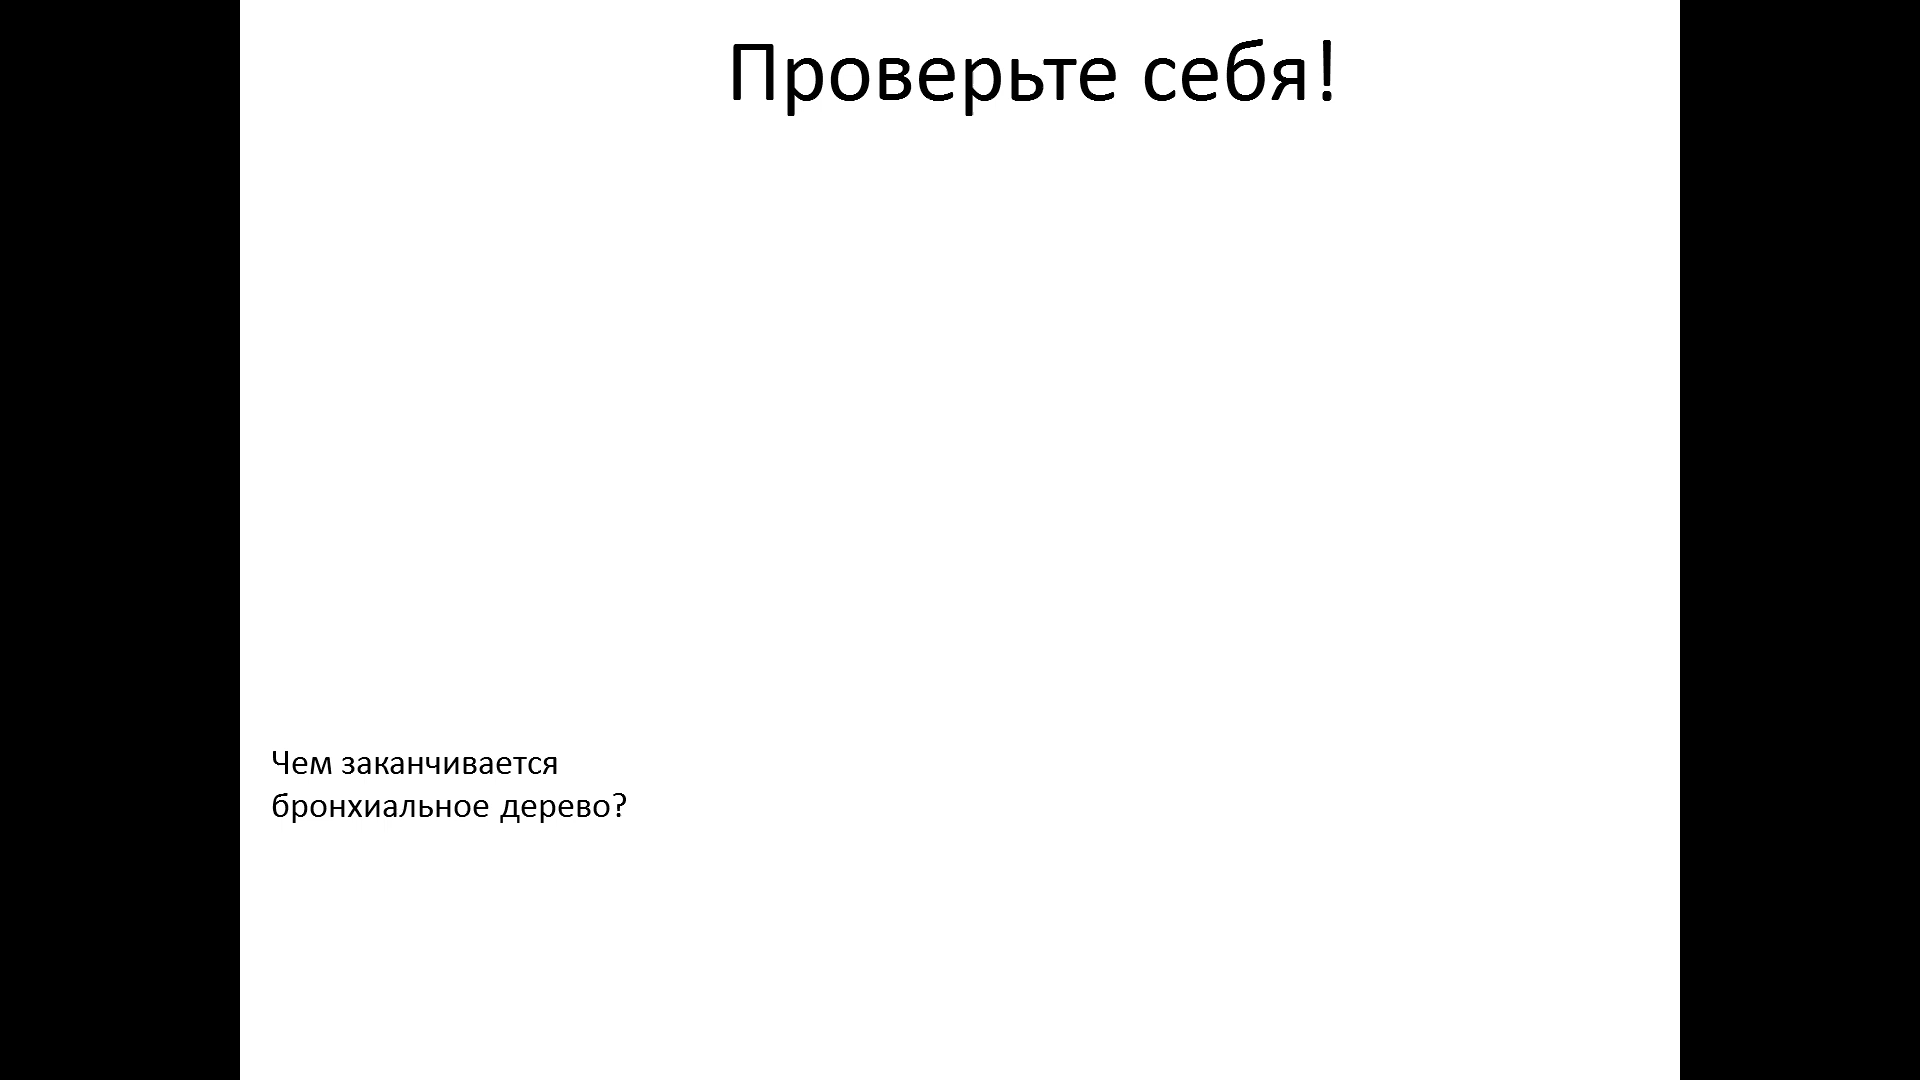 Проверьте себя!
Чем заканчивается
бронхиальное дерево?